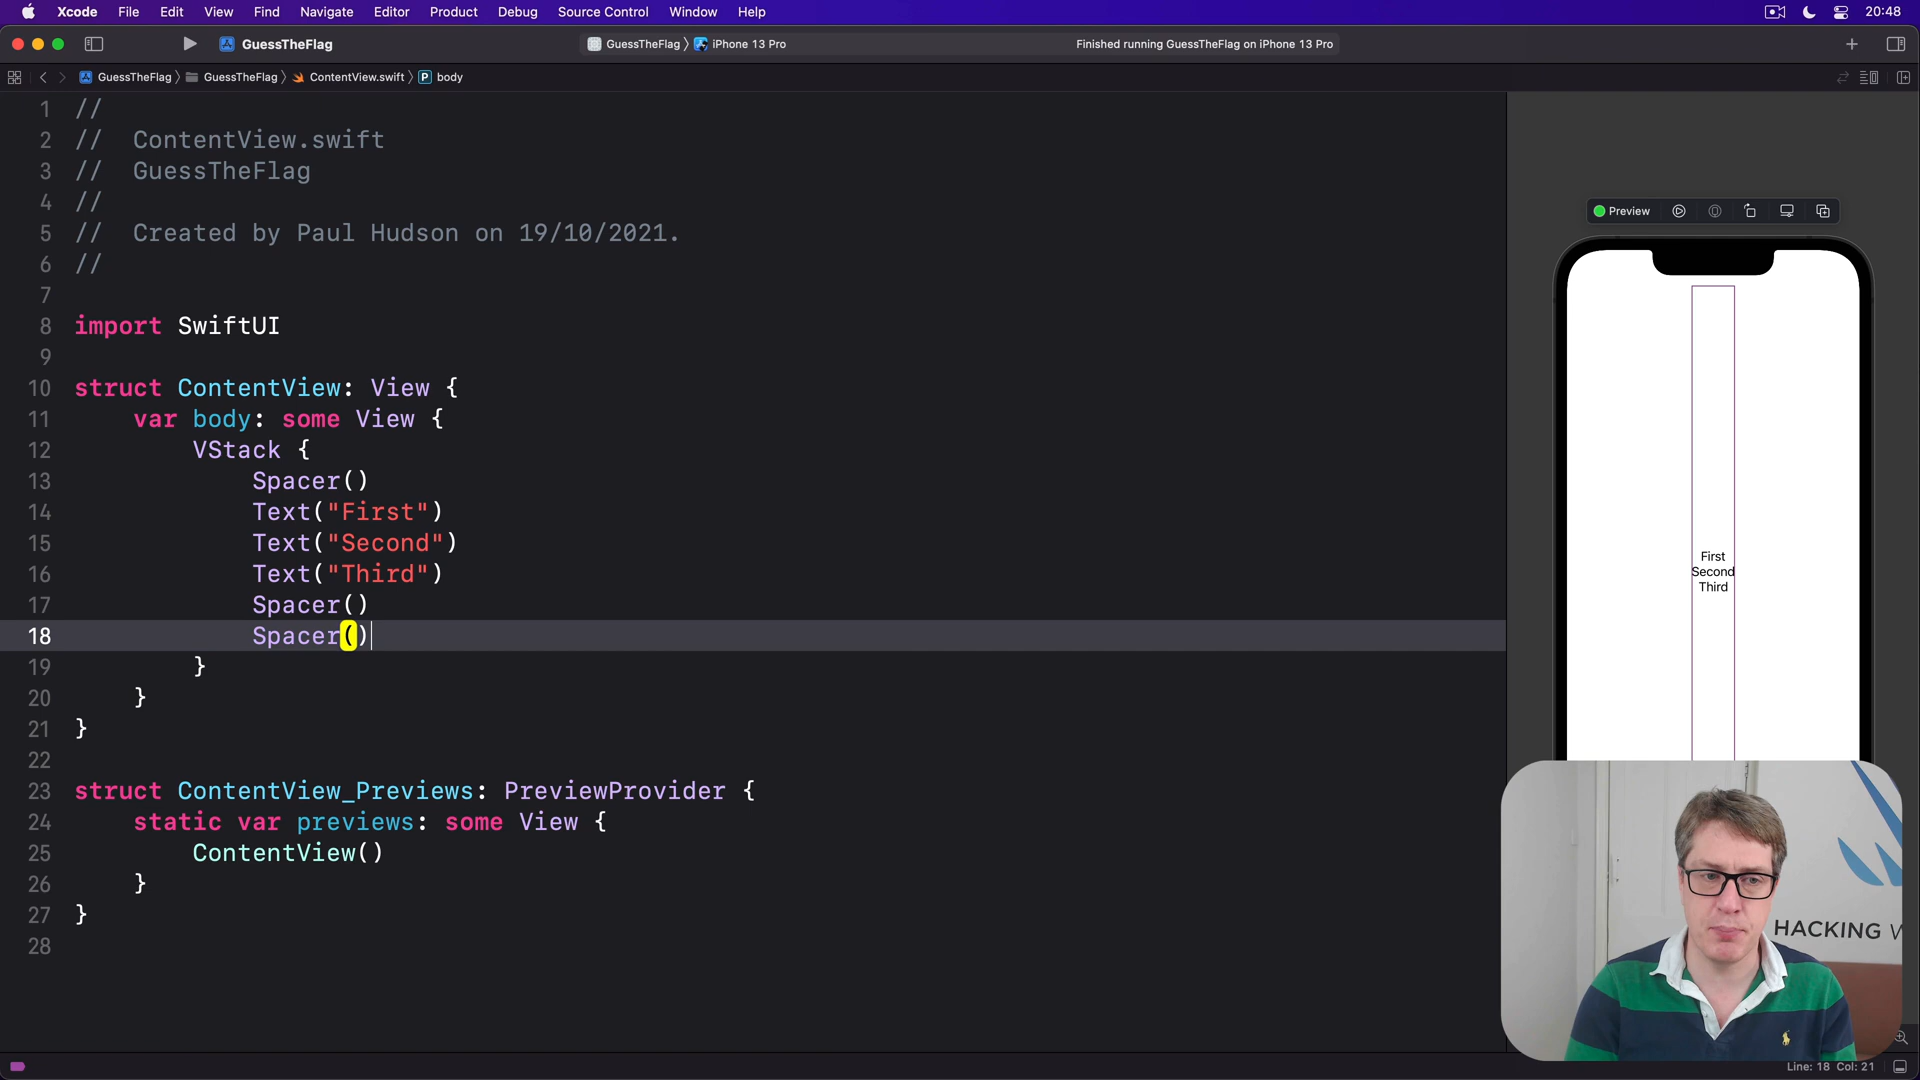 Xcode File Edit View Find Navigate Editor Product Debug Source Control Window Help 20:48
GuessTheFlag GuessTheFlag iPhone 13 Pro Finished running GuessTheFlag on iPhone 13 Pro
GuessTheFlag GuessTheFlag ContentView.swift P body
1 //
2 //  ContentView.swift
3 //  GuessTheFlag
4 //
5 //  Created by Paul Hudson on 19/10/2021.
6 //
7
8 import SwiftUI
9
10 struct ContentView: View {
11     var body: some View {
12         VStack {
13             Spacer()
14             Text("First")
15             Text("Second")
16             Text("Third")
17             Spacer()
18             Spacer()
19         }
20     }
21 }
22
23 struct ContentView_Previews: PreviewProvider {
24     static var previews: some View {
25         ContentView()
26     }
27 }
28
Preview
First
Second
Third
HACKING W
Line: 18 Col: 21